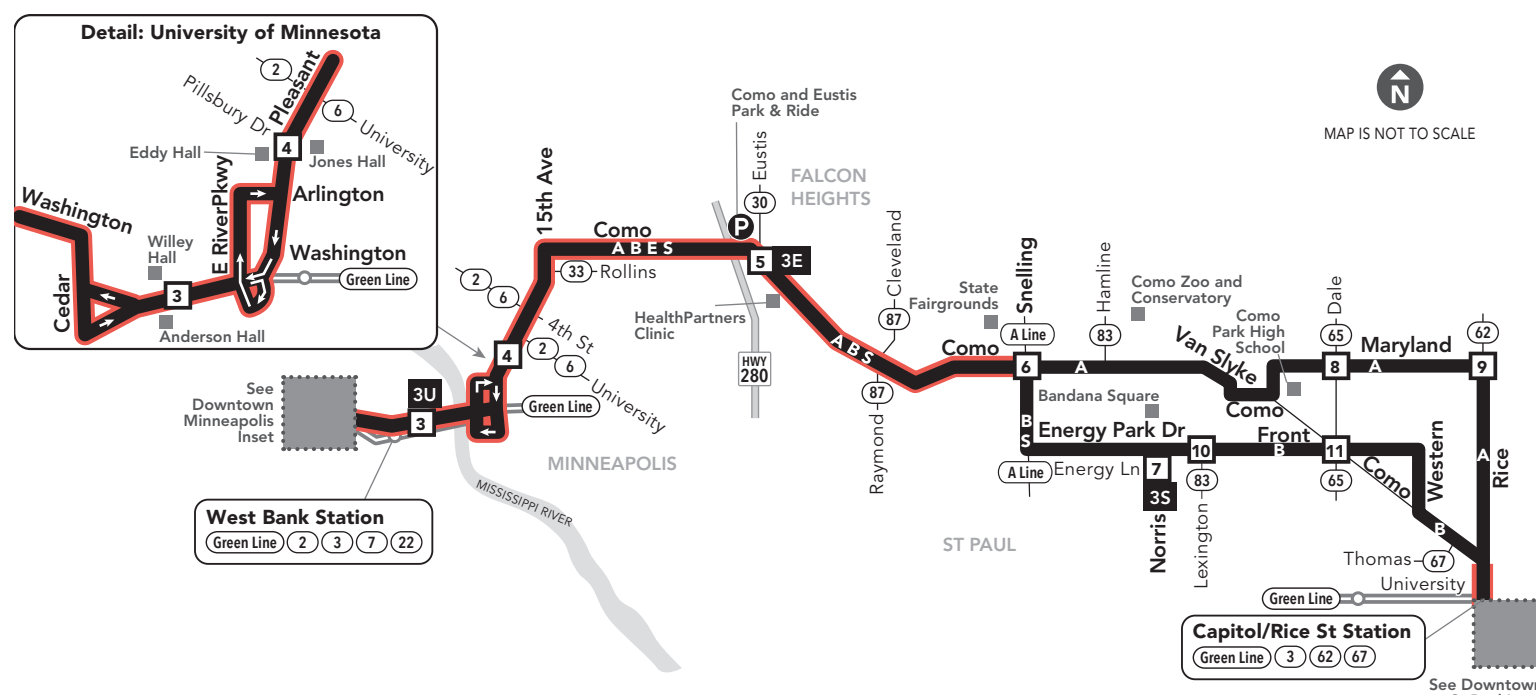 Detail: University of Minnesota
2
Pleasant
Pillsbury Dr
6
University
Eddy Hall
4
Jones Hall
E RiverPkwy
Arlington
Washington
Willey
Hall
Washington
Green Line
3
Cedar
Anderson Hall
N
MAP IS NOT TO SCALE
Como and Eustis
Park & Ride
Eustis
30
FALCON
HEIGHTS
P
15th Ave
Como
A B E S
5
3E
33
Rollins
2
6
4th St
2
6
University
4
Green Line
3U
3
See
Downtown
Minneapolis
Inset
HealthPartners
Clinic
HWY
280
A B S
Cleveland
87
87
Raymond
State
Fairgrounds
Snelling
A Line
Como
6
A
Hamline
83
Como Zoo and
Conservatory
Como
Park High
School
Van Slyke
Como
Dale
65
8
Maryland
A
62
9
Bandana Square
B
S
Energy Park Dr
A Line
Energy Ln
7
3S
Norris
10
83
Lexington
Front
B
11
65
Como
Western
B
A
Rice
MINNEAPOLIS
MISSISSIPPI RIVER
ST PAUL
West Bank Station
Green Line
2
3
7
22
Thomas
67
University
Green Line
Capitol/Rice St Station
Green Line
3
62
67
See Downtown